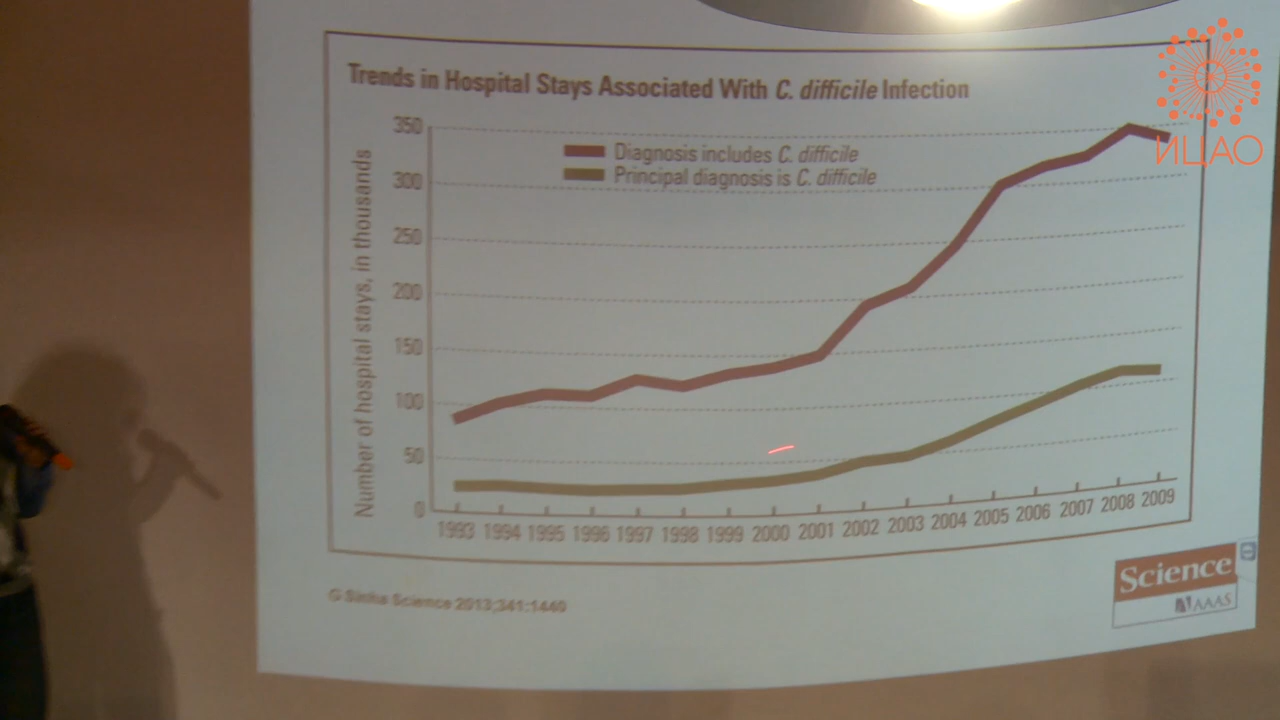 Trends in Hospital Stays Associated With C. difficile Infection
Number of hospital stays, in thousands
350
300
250
200
150
100
50
0
Diagnosis includes C. difficile
Principal diagnosis is C. difficile
1993 1994 1995 1996 1997 1998 1999 2000 2001 2002 2003 2004 2005 2006 2007 2008 2009
G Sinha Science 2013;341:1440
Science
AAAS
ИЦАО